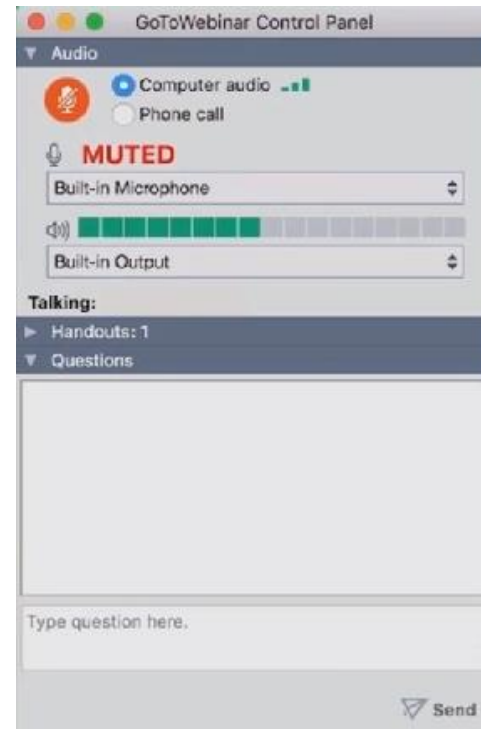 GoToWebinar Control Panel
Audio
Computer audio
Phone call
MUTED
Built-in Microphone
Built-in Output
Talking:
Handouts: 1
Questions
Type question here.
Send